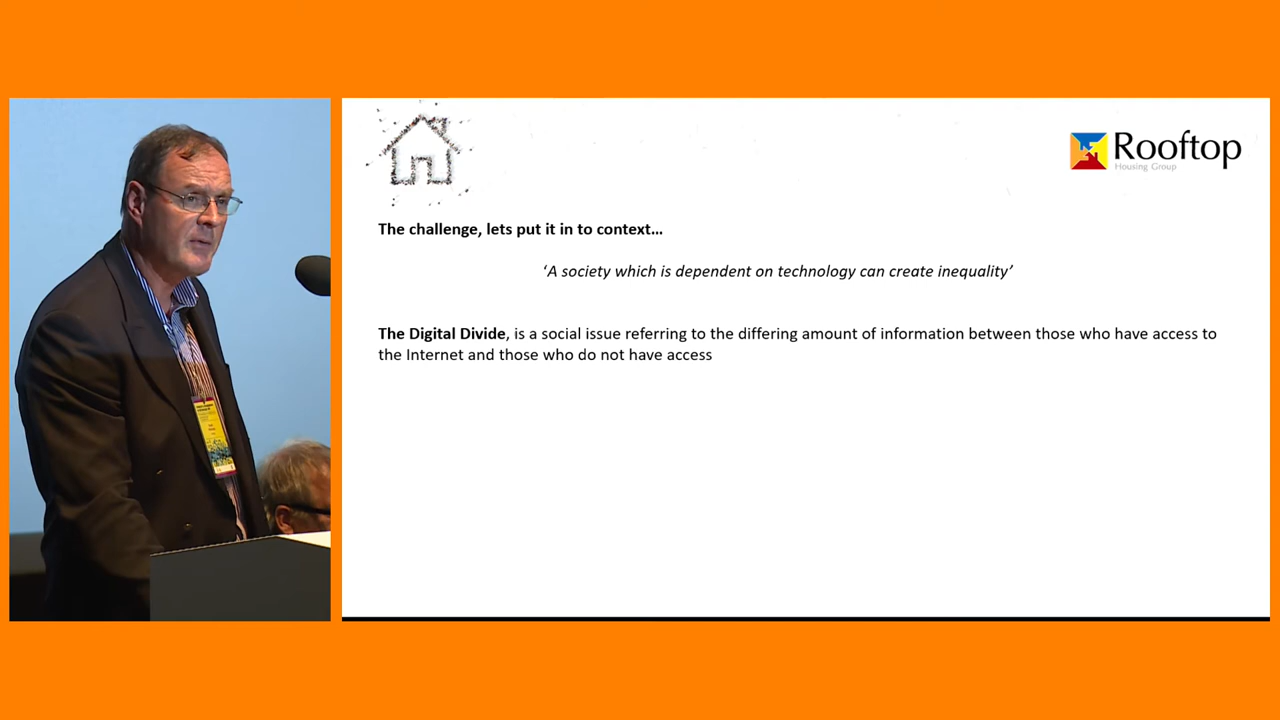 Rooftop
Housing Group
The challenge, lets put it in to context…
‘A society which is dependent on technology can create inequality’
The Digital Divide, is a social issue referring to the differing amount of information between those who have access to
the Internet and those who do not have access